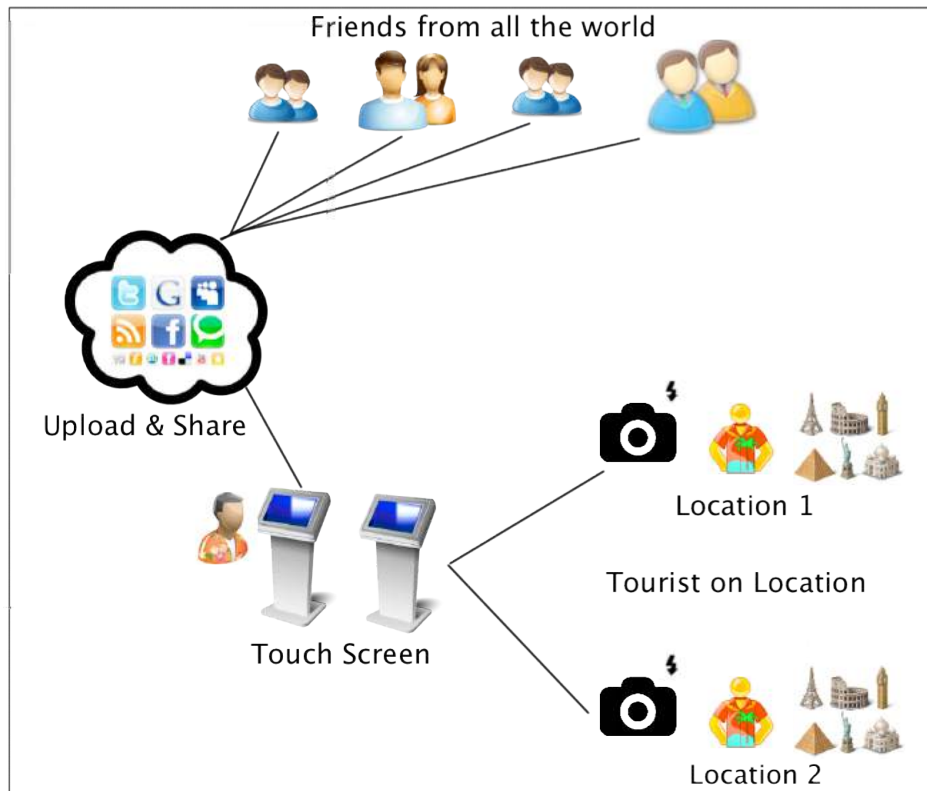 Friends from all the world
Upload & Share
Location 1
Tourist on Location
Touch Screen
Location 2